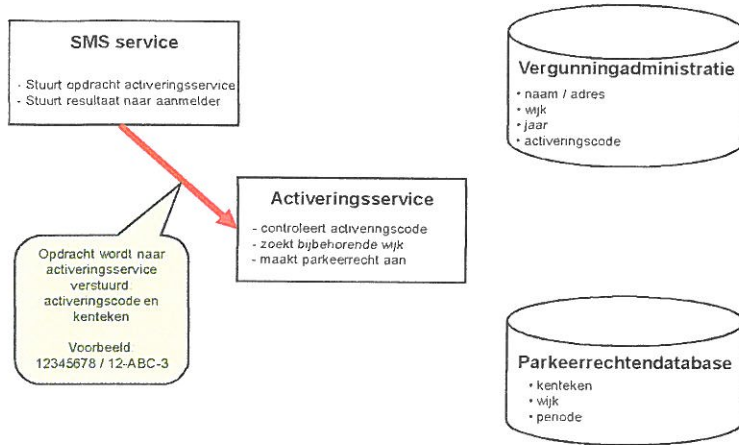 SMS service
- Stuurt opdracht activeringsservice
- Stuurt resultaat naar aanmelder
Vergunningadministratie
• naam / adres
• wijk
• jaar
• activeringscode
Activeringsservice
- controleert activeringscode
- zoekt bijbehorende wijk
- maakt parkeerrecht aan
Opdracht wordt naar
activeringsservice
verstuurd
activeringscode en
kenteken
Voorbeeld
12345678 / 12-ABC-3
Parkeerrechtendatabase
• kenteken
• wijk
• periode